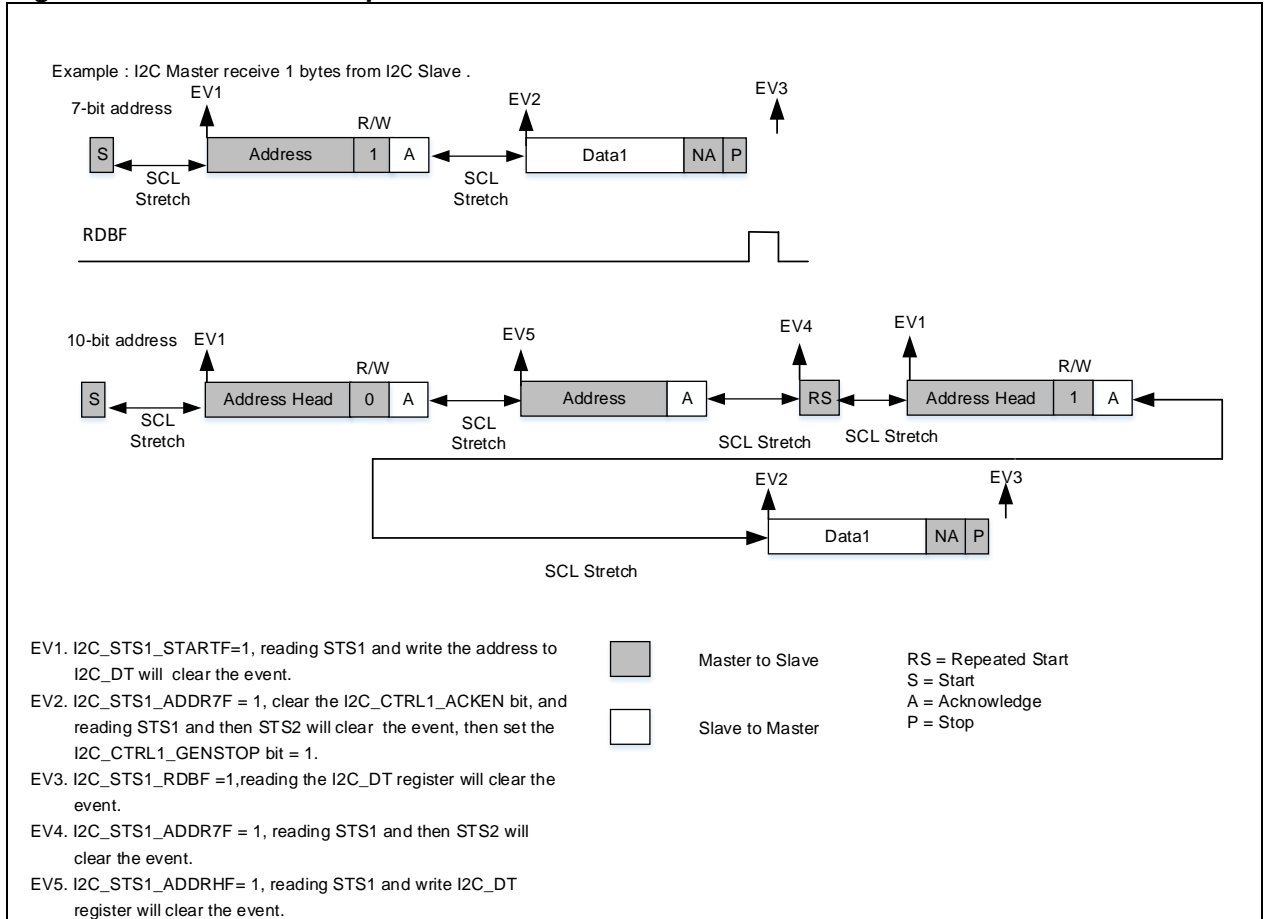 Example : I2C Master receive 1 bytes from I2C Slave .
7-bit address
EV1
EV2
EV3
R/W
S
Address
1
A
Data1
NA
P
SCL
Stretch
SCL
Stretch
RDBF
10-bit address
EV1
EV5
EV4
EV1
R/W
R/W
S
Address Head
0
A
Address
A
RS
Address Head
1
A
SCL
Stretch
SCL
Stretch
SCL Stretch
SCL Stretch
EV2
EV3
Data1
NA
P
SCL Stretch
EV1. I2C_STS1_STARTF=1, reading STS1 and write the address to
I2C_DT will clear the event.
EV2. I2C_STS1_ADDR7F = 1, clear the I2C_CTRL1_ACKEN bit, and
reading STS1 and then STS2 will clear the event, then set the
I2C_CTRL1_GENSTOP bit = 1.
EV3. I2C_STS1_RDBF =1,reading the I2C_DT register will clear the
event.
EV4. I2C_STS1_ADDR7F = 1, reading STS1 and then STS2 will
clear the event.
EV5. I2C_STS1_ADDRHF= 1, reading STS1 and write I2C_DT
register will clear the event.
Master to Slave
Slave to Master
RS = Repeated Start
S = Start
A = Acknowledge
P = Stop